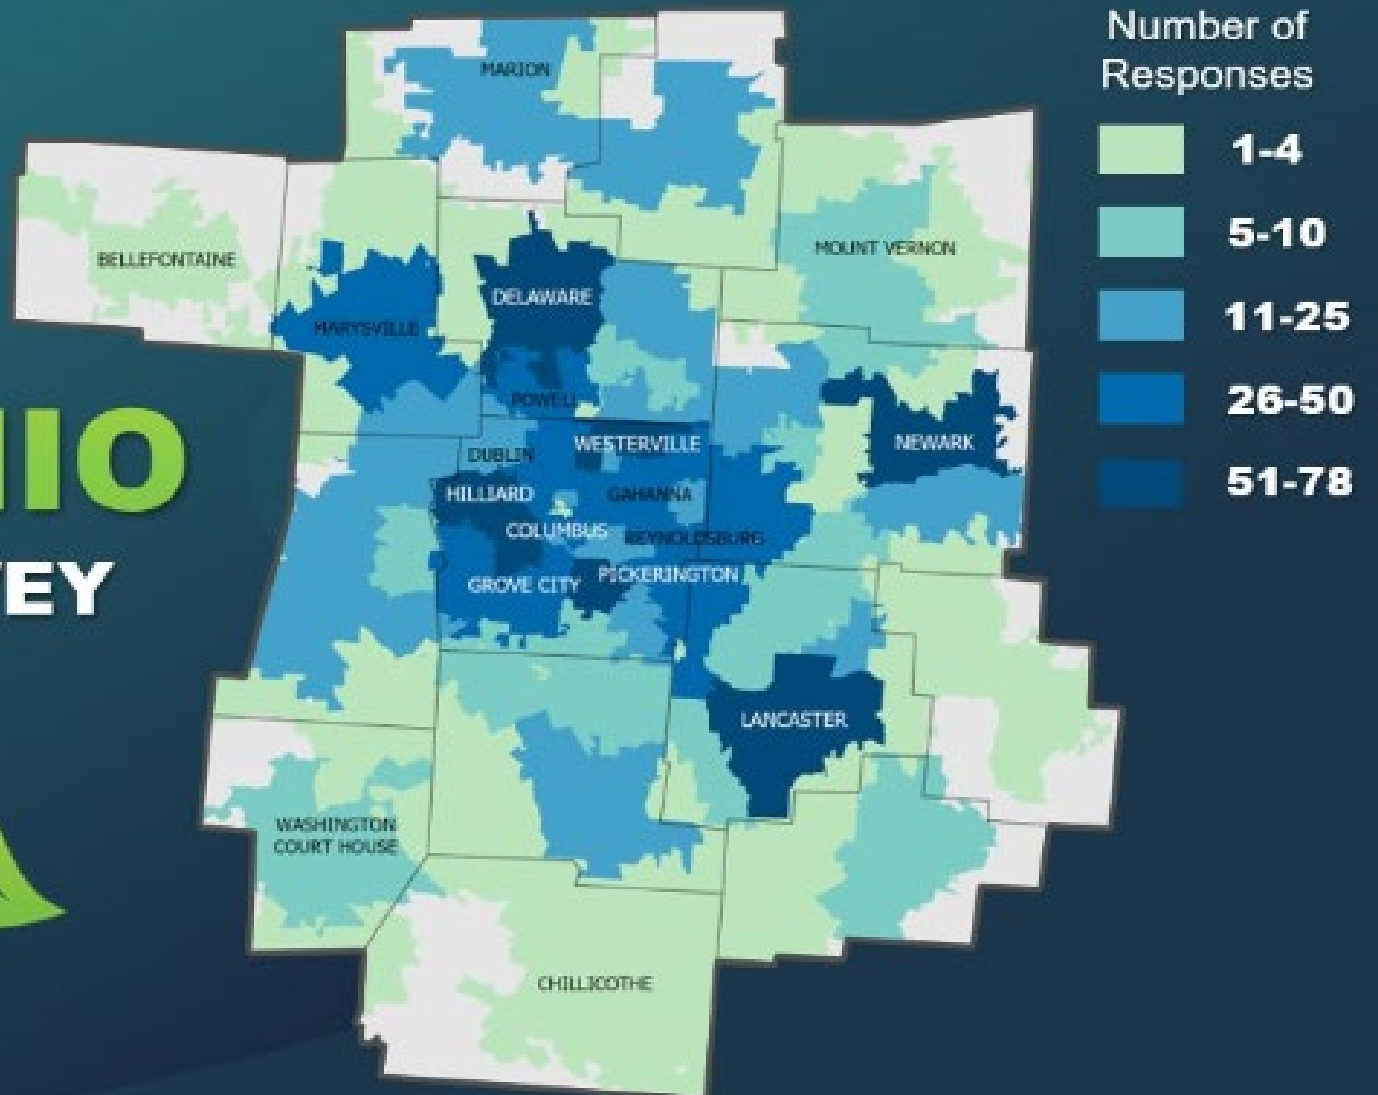 Number of
Responses
1-4
5-10
11-25
26-50
51-78
MARION
BELLEFONTAINE
MOUNT VERNON
DELAWARE
MARYSVILLE
POWELL
HIO
WESTERVILLE
NEWARK
DUBLIN
HILLIARD
GAHANNA
COLUMBUS
REYNOLDSBURG
VEY
GROVE CITY
PICKERINGTON
LANCASTER
WASHINGTON
COURT HOUSE
CHILLICOTHE